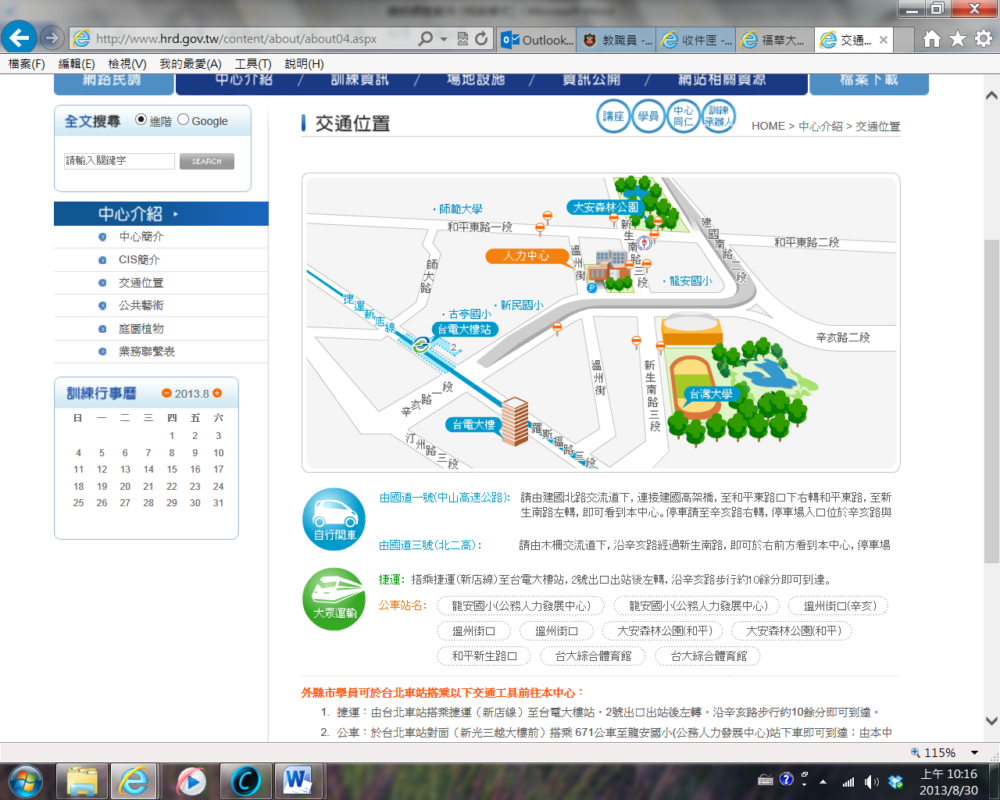 http://www.hrd.gov.tw/content/about/about04.aspx
Outlook...
教職員 -...
收件匣 -...
福華大...
交通...
檔案(F) 編輯(E) 檢視(V) 我的最愛(A) 工具(T) 說明(H)
網路民調 中心介紹 / 訓練資訊 / 場地設施 / 資訊公開 / 網站相關資源 檔案下載
全文搜尋 進階 Google
請輸入關鍵字 SEARCH
交通位置
講座 學員 中心同仁 訓練承辦人
HOME > 中心介紹 > 交通位置
中心介紹
中心簡介
CIS簡介
交通位置
公共藝術
庭園植物
業務聯繫表
訓練行事曆 2013.8
日 一 二 三 四 五 六
1 2 3
4 5 6 7 8 9 10
11 12 13 14 15 16 17
18 19 20 21 22 23 24
25 26 27 28 29 30 31
師範大學
大安森林公園
和平東路一段
新生南路三段
建國南路二段
和平東路二段
人力中心
溫州街
師大路
P
龍安國小
捷運新店線
新民國小
古亭國小
台電大樓站
2
辛亥路二段
辛亥路一段
溫州街
新生南路三段
台灣大學
台電大樓
汀州路三段
羅斯福路三段
自行開車
由國道一號(中山高速公路)： 請由建國北路交流道下，連接建國高架橋，至和平東路口下右轉和平東路，至新
生南路左轉，即可看到本中心。停車請至辛亥路右轉，停車場入口位於辛亥路與
由國道三號(北二高)： 請由木柵交流道下，沿辛亥路經過新生南路，即可於右前方看到本中心，停車場
大眾運輸
捷運： 搭乘捷運(新店線)至台電大樓站，2號出口出站後左轉，沿辛亥路步行約10餘分即可到達。
公車站名： 龍安國小(公務人力發展中心) 龍安國小(公務人力發展中心) 溫州街口(辛亥)
溫州街口 溫州街口 大安森林公園(和平) 大安森林公園(和平)
和平新生路口 台大綜合體育館 台大綜合體育館
外縣市學員可於台北車站搭乘以下交通工具前往本中心：
1. 捷運：由台北車站搭乘捷運（新店線）至台電大樓站，2號出口出站後左轉，沿辛亥路步行約10餘分即可到達。
2. 公車：於台北車站對面（新光三越大樓前）搭乘 671公車至龍安國小(公務人力發展中心)站下車即可到達；由本中
115%
上午 10:16
2013/8/30